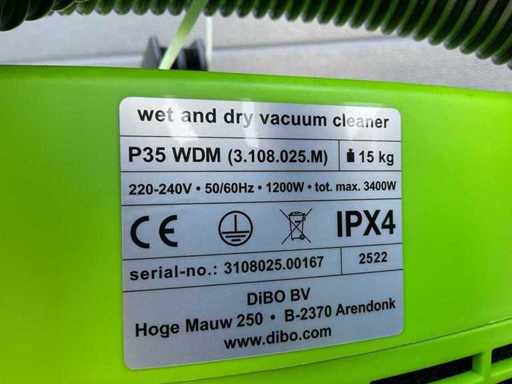 wet and dry vacuum cleaner
P35 WDM (3.108.025.M) 15 kg
220-240V • 50/60Hz • 1200W • tot. max. 3400W
CE IPX4
serial-no.: 3108025.00167 2522
DiBO BV
Hoge Mauw 250 • B-2370 Arendonk
www.dibo.com